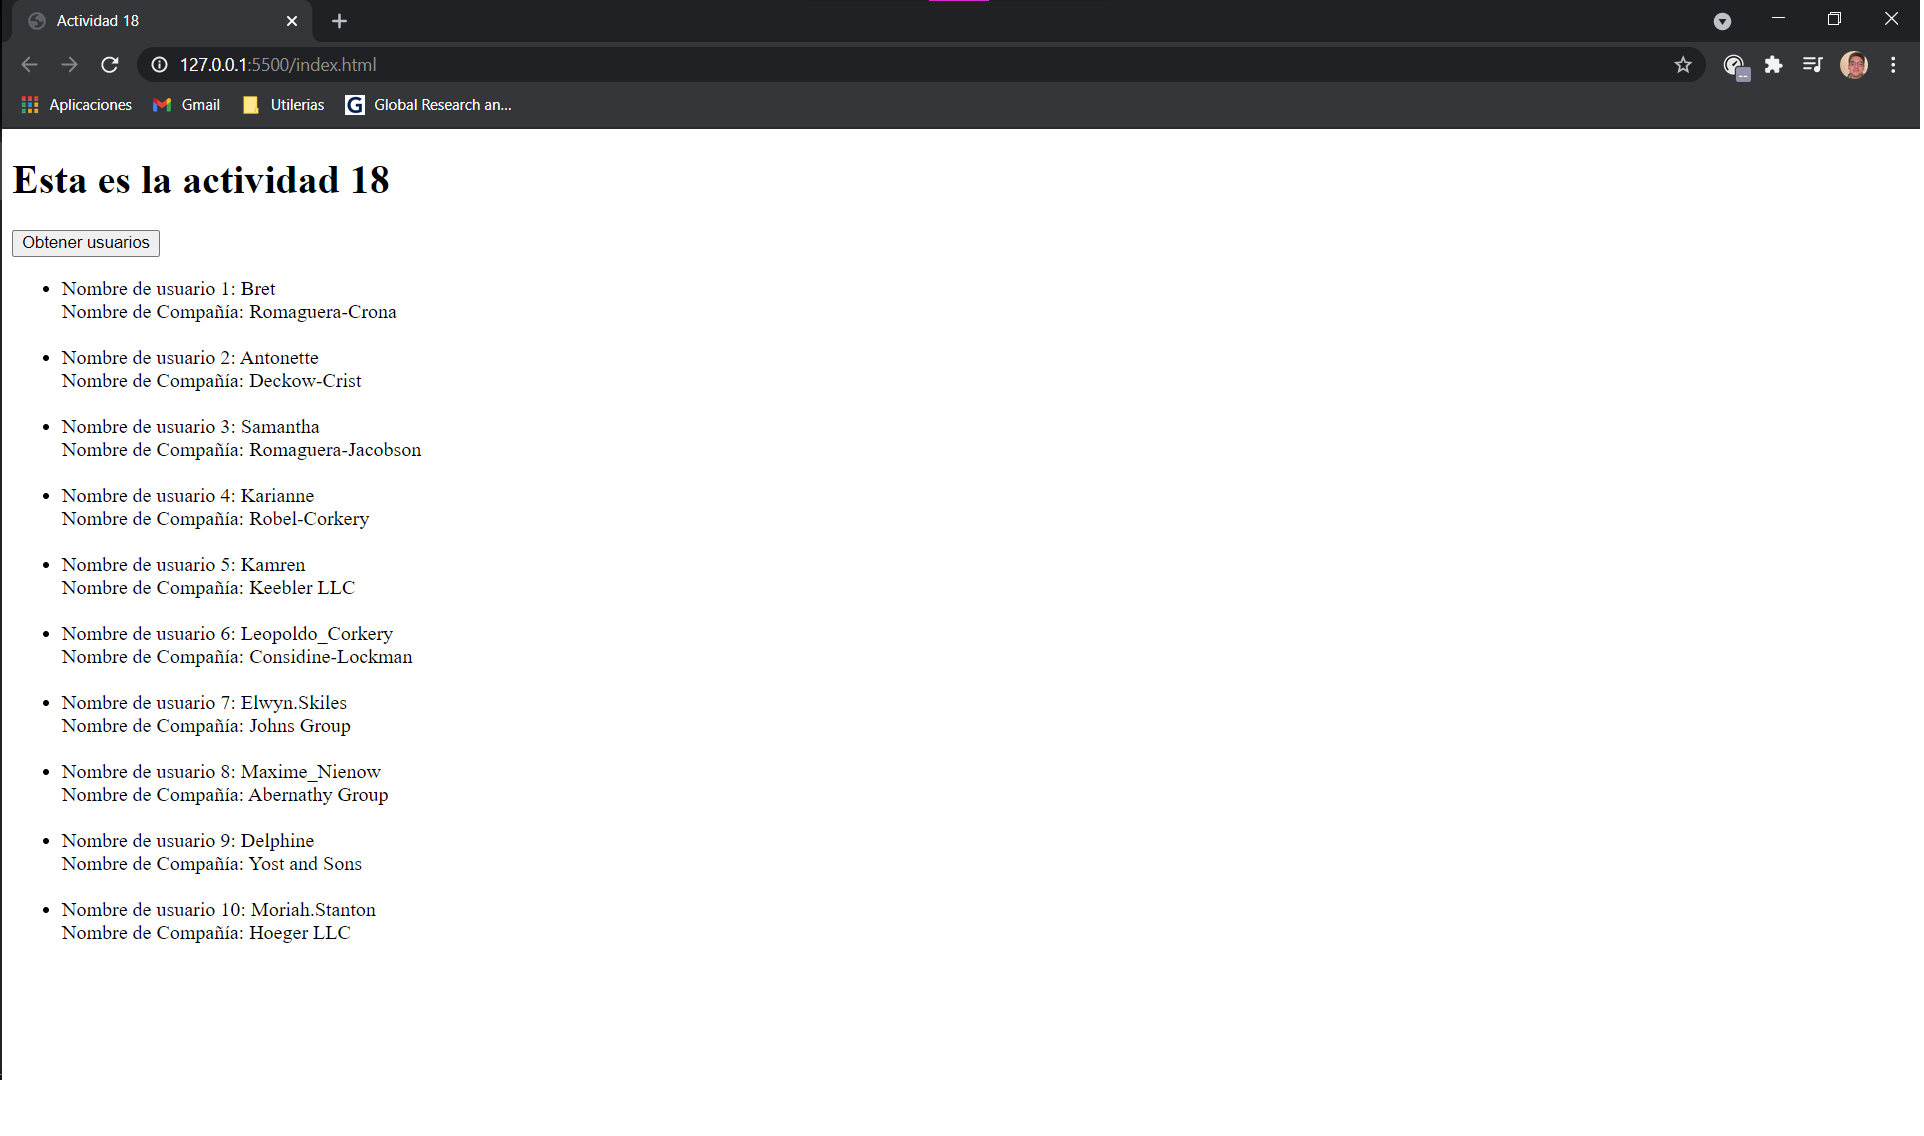 Actividad 18
127.0.0.1:5500/index.html
Aplicaciones Gmail Utilerias G Global Research an...
Esta es la actividad 18
Obtener usuarios
Nombre de usuario 1: Bret
Nombre de Compañía: Romaguera-Crona
Nombre de usuario 2: Antonette
Nombre de Compañía: Deckow-Crist
Nombre de usuario 3: Samantha
Nombre de Compañía: Romaguera-Jacobson
Nombre de usuario 4: Karianne
Nombre de Compañía: Robel-Corkery
Nombre de usuario 5: Kamren
Nombre de Compañía: Keebler LLC
Nombre de usuario 6: Leopoldo_Corkery
Nombre de Compañía: Considine-Lockman
Nombre de usuario 7: Elwyn.Skiles
Nombre de Compañía: Johns Group
Nombre de usuario 8: Maxime_Nienow
Nombre de Compañía: Abernathy Group
Nombre de usuario 9: Delphine
Nombre de Compañía: Yost and Sons
Nombre de usuario 10: Moriah.Stanton
Nombre de Compañía: Hoeger LLC